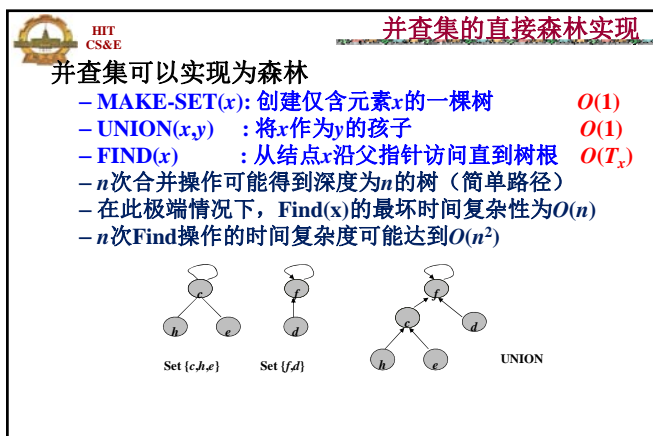 HIT
CS&E
并查集的直接森林实现
并查集可以实现为森林
– MAKE-SET(x): 创建仅含元素x的一棵树 O(1)
– UNION(x,y) : 将x作为y的孩子 O(1)
– FIND(x) : 从结点x沿父指针访问直到树根 O(Tx)
– n次合并操作可能得到深度为n的树（简单路径）
– 在此极端情况下，Find(x)的最坏时间复杂性为O(n)
– n次Find操作的时间复杂度可能达到O(n²)
c f f
c d
h e d
h e
Set {c,h,e} Set {f,d} UNION